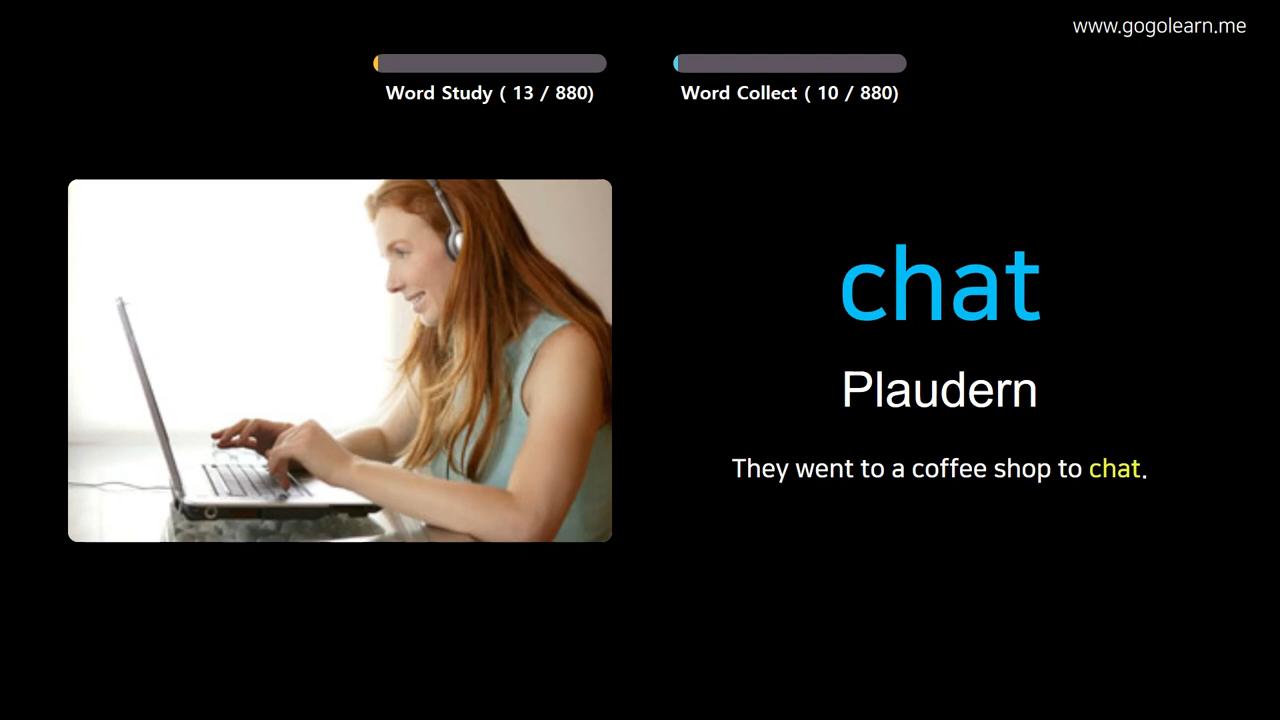 www.gogolearn.me
Word Study ( 13 / 880)
Word Collect ( 10 / 880)
chat
Plaudern
They went to a coffee shop to chat.